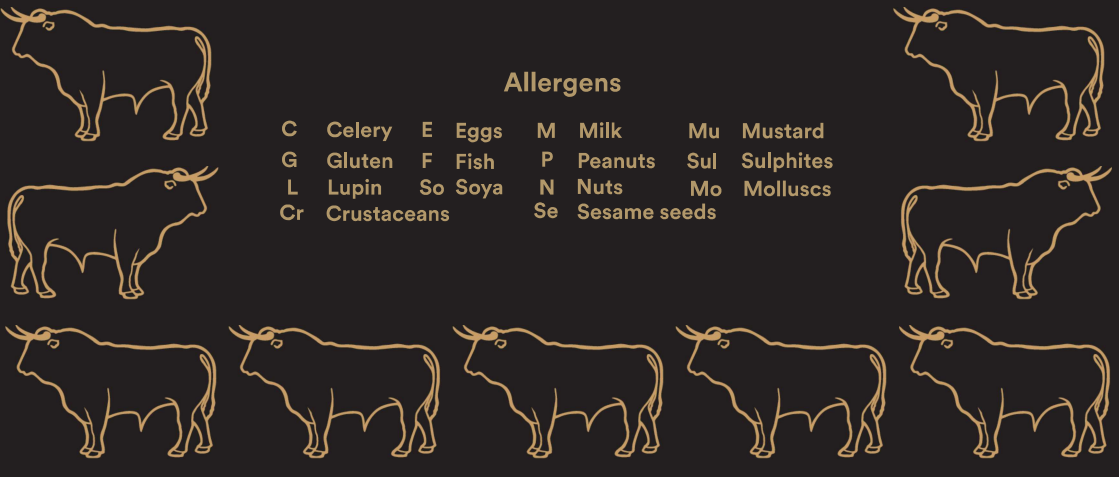 Allergens
C Celery E Eggs M Milk Mu Mustard
G Gluten F Fish P Peanuts Sul Sulphites
L Lupin So Soya N Nuts Mo Molluscs
Cr Crustaceans Se Sesame seeds